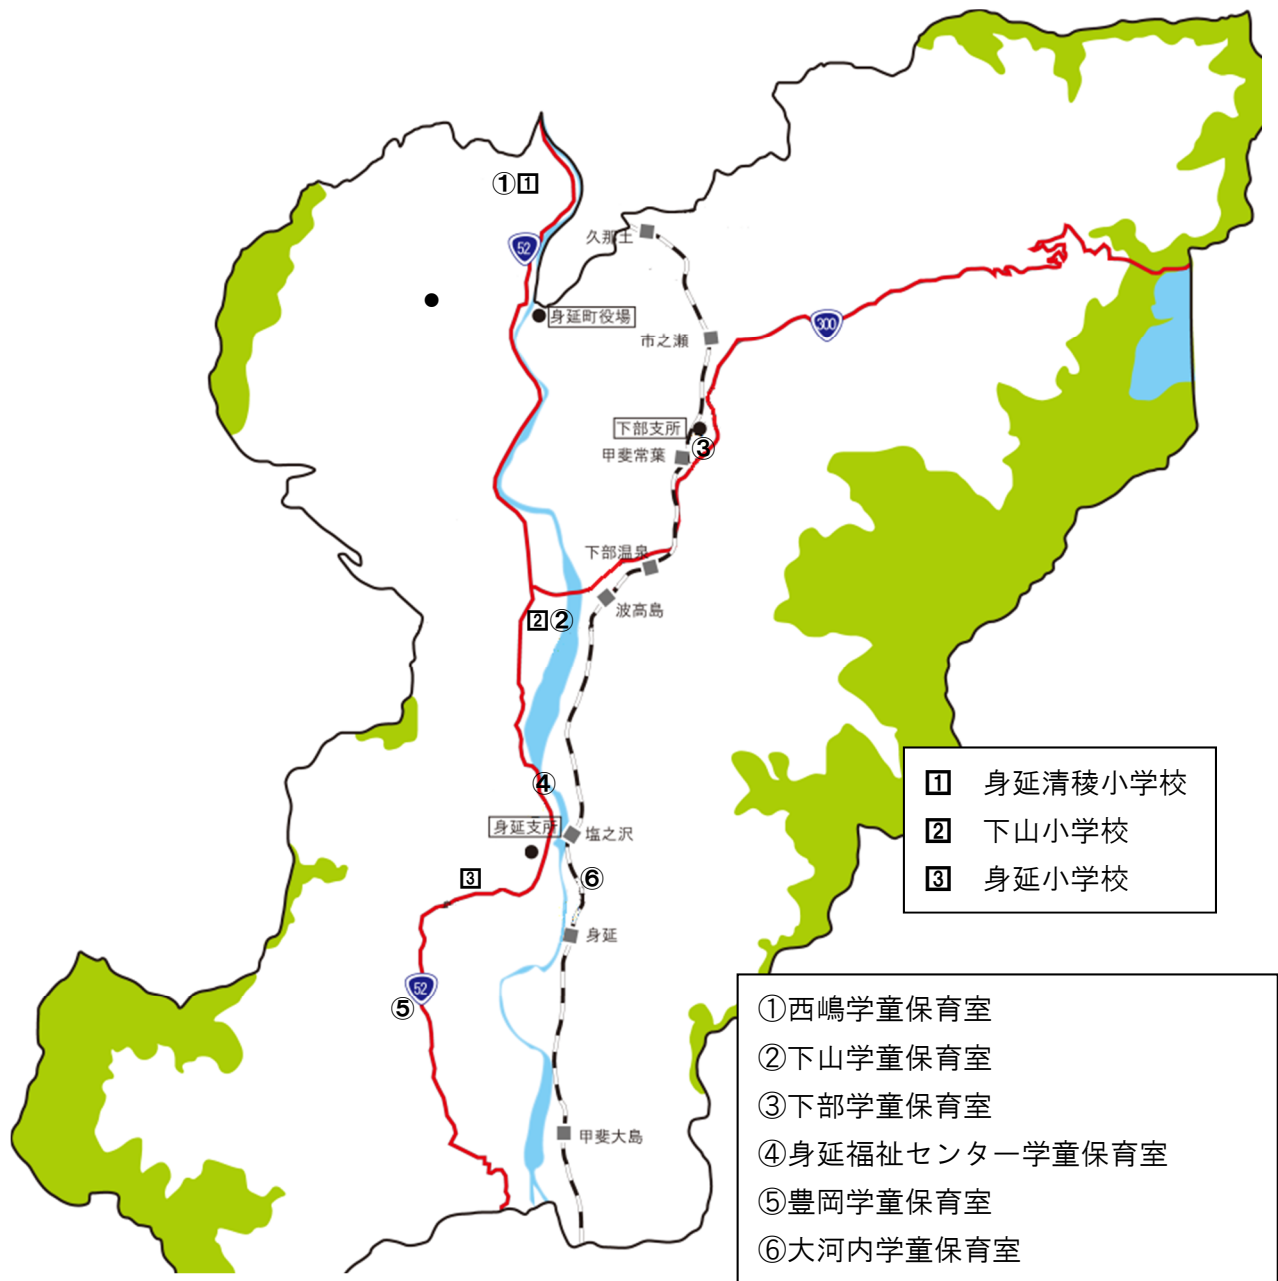 ①1
52
久那土
身延町役場
300
市之瀬
下部支所
甲斐常葉
③
下部温泉
波高島
2②
④
身延支所
塩之沢
3
⑥
身延
52
⑤
甲斐大島
1 身延清稜小学校
2 下山小学校
3 身延小学校
①西嶋学童保育室
②下山学童保育室
③下部学童保育室
④身延福祉センター学童保育室
⑤豊岡学童保育室
⑥大河内学童保育室